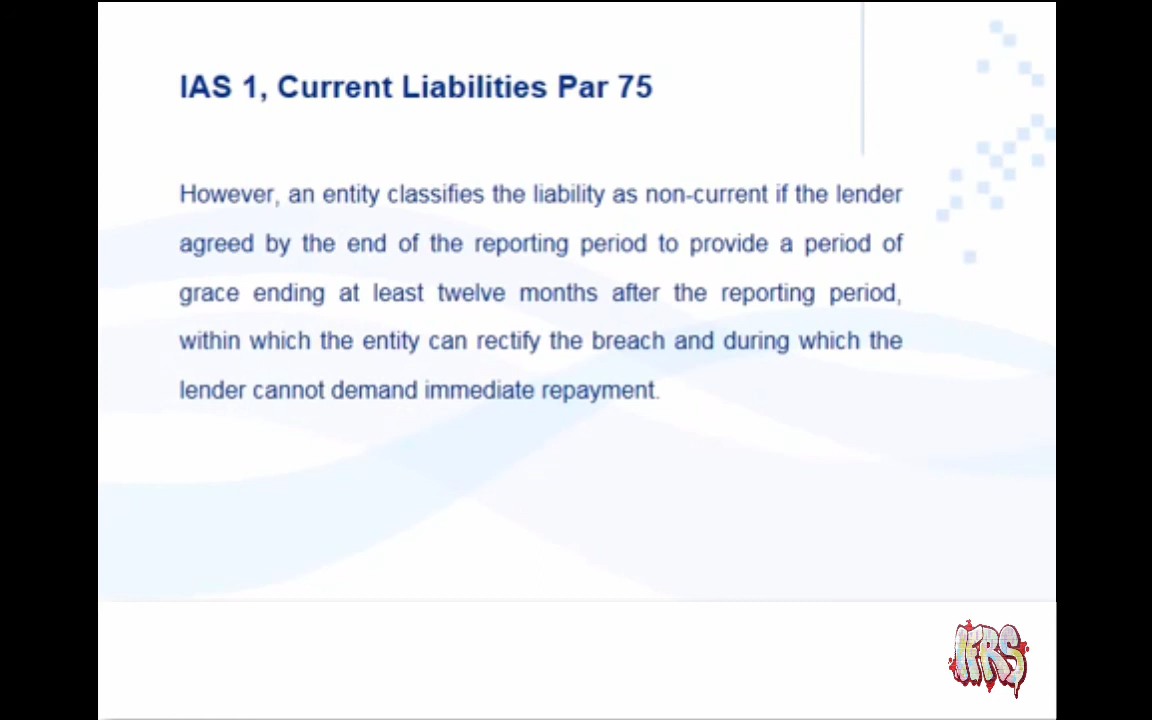 IAS 1, Current Liabilities Par 75
However, an entity classifies the liability as non-current if the lender
agreed by the end of the reporting period to provide a period of
grace ending at least twelve months after the reporting period,
within which the entity can rectify the breach and during which the
lender cannot demand immediate repayment.
IFRS